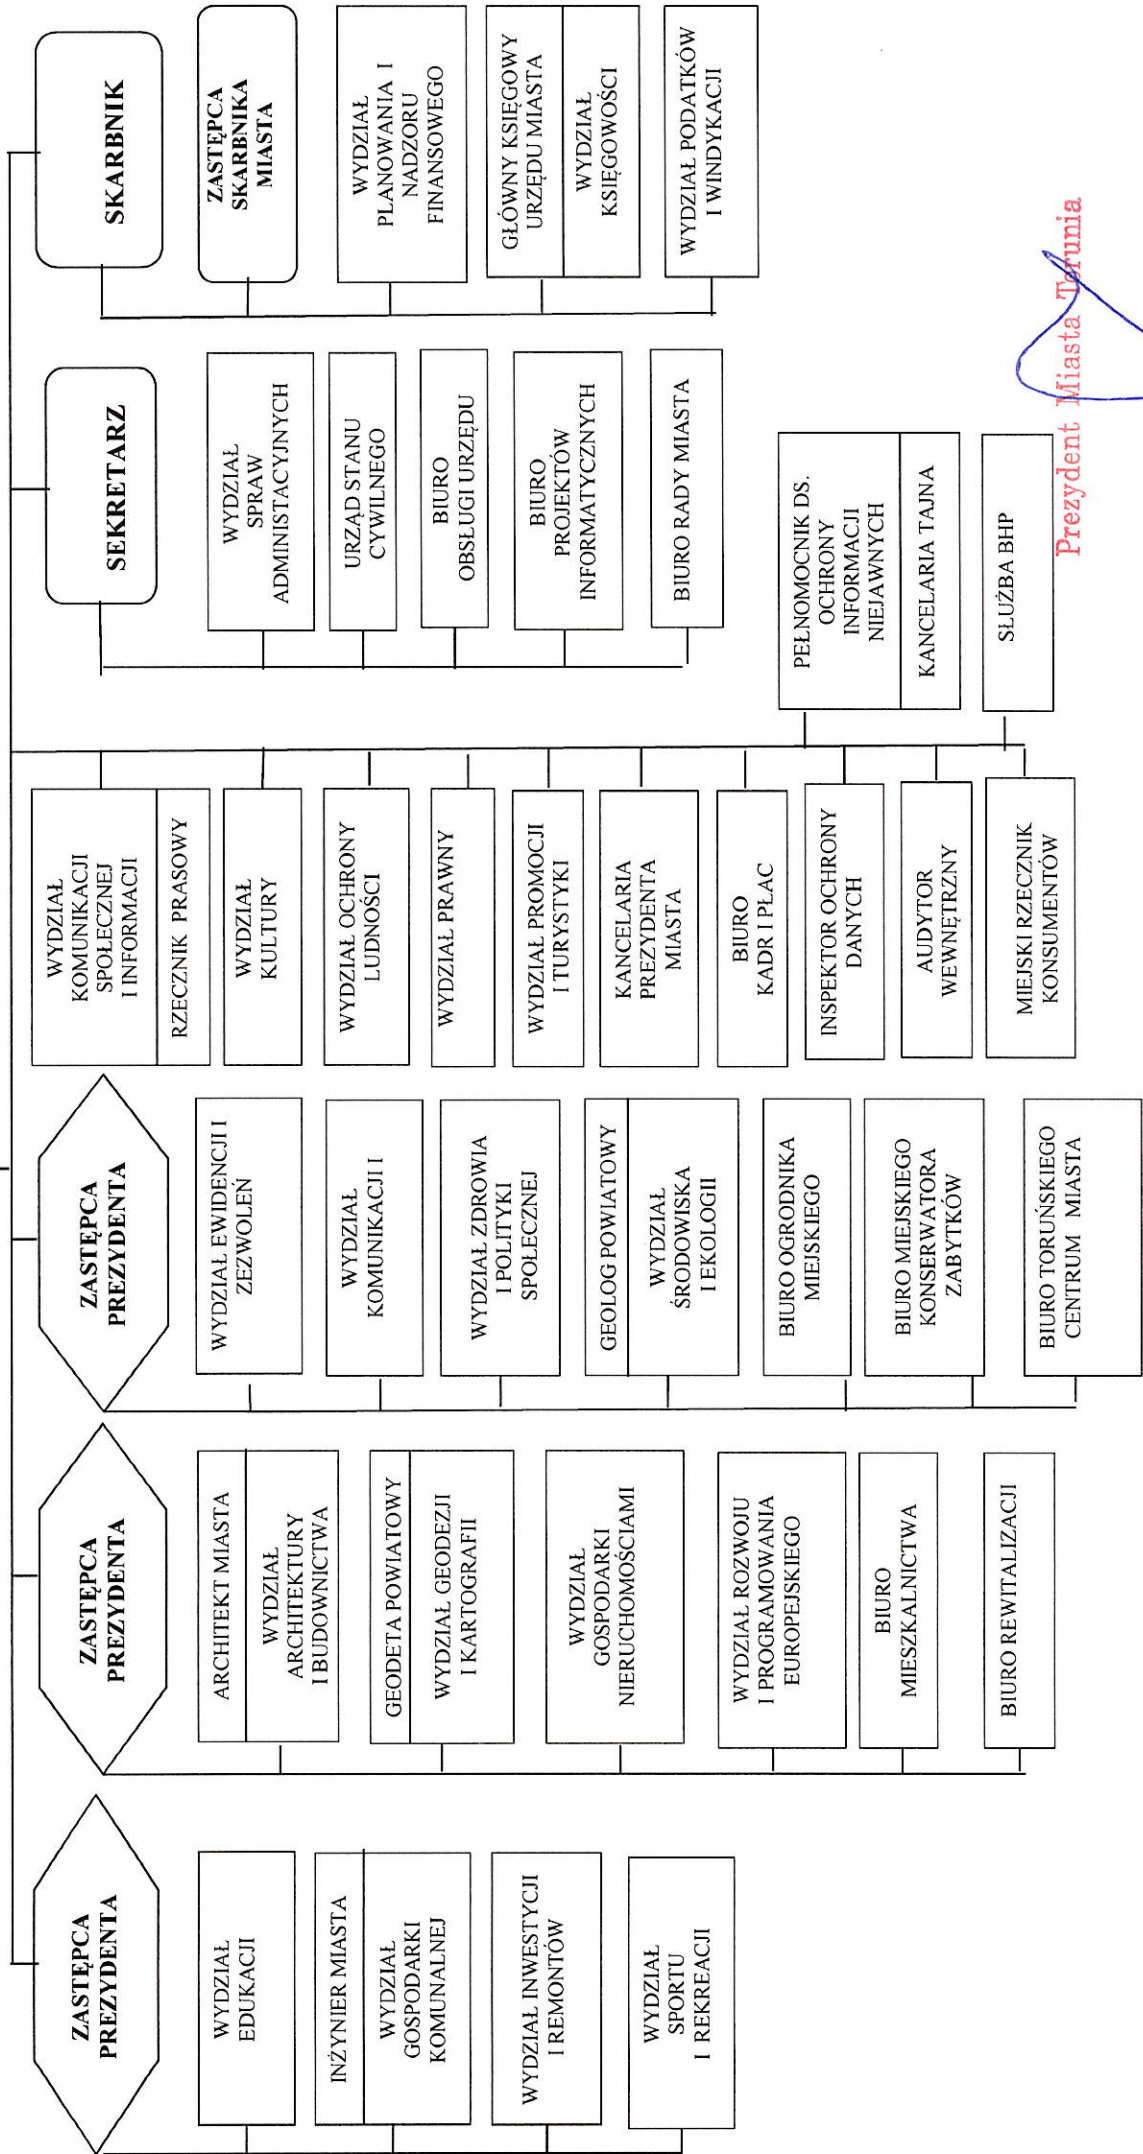 ZASTĘPCA
PREZYDENTA
WYDZIAŁ
EDUKACJI
INŻYNIER MIASTA
WYDZIAŁ
GOSPODARKI
KOMUNALNEJ
WYDZIAŁ INWESTYCJI
I REMONTÓW
WYDZIAŁ
SPORTU
I REKREACJI
ZASTĘPCA
PREZYDENTA
ARCHITEKT MIASTA
WYDZIAŁ
ARCHITEKTURY
I BUDOWNICTWA
GEODETA POWIATOWY
WYDZIAŁ GEODEZJI
I KARTOGRAFII
WYDZIAŁ
GOSPODARKI
NIERUCHOMOŚCIAMI
WYDZIAŁ ROZWOJU
I PROGRAMOWANIA
EUROPEJSKIEGO
BIURO
MIESZKALNICTWA
BIURO REWITALIZACJI
ZASTĘPCA
PREZYDENTA
WYDZIAŁ EWIDENCJI I
ZEZWOLEŃ
WYDZIAŁ
KOMUNIKACJI I
WYDZIAŁ ZDROWIA
I POLITYKI
SPOŁECZNEJ
GEOLOG POWIATOWY
WYDZIAŁ
ŚRODOWISKA
I EKOLOGII
BIURO OGRODNIKA
MIEJSKIEGO
BIURO MIEJSKIEGO
KONSERWATORA
ZABYTKÓW
BIURO TORUŃSKIEGO
CENTRUM MIASTA
WYDZIAŁ
KOMUNIKACJI
SPOŁECZNEJ
I INFORMACJI
RZECZNIK PRASOWY
WYDZIAŁ
KULTURY
WYDZIAŁ OCHRONY
LUDNOŚCI
WYDZIAŁ PRAWNY
WYDZIAŁ PROMOCJI
I TURYSTYKI
KANCELARIA
PREZYDENTA
MIASTA
BIURO
KADR I PŁAC
INSPEKTOR OCHRONY
DANYCH
AUDYTOR
WEWNĘTRZNY
MIEJSKI RZECZNIK
KONSUMENTÓW
PEŁNOMOCNIK DS.
OCHRONY
INFORMACJI
NIEJAWNYCH
KANCELARIA TAJNA
SŁUŻBA BHP
SEKRETARZ
WYDZIAŁ
SPRAW
ADMINISTACYJNYCH
URZĄD STANU
CYWILNEGO
BIURO
OBSŁUGI URZĘDU
BIURO
PROJEKTÓW
INFORMATYCZNYCH
BIURO RADY MIASTA
SKARBNIK
ZASTĘPCA
SKARBNIKA
MIASTA
WYDZIAŁ
PLANOWANIA I
NADZORU
FINANSOWEGO
GŁÓWNY KSIĘGOWY
URZĘDU MIASTA
WYDZIAŁ
KSIĘGOWOŚCI
WYDZIAŁ PODATKÓW
I WINDYKACJI
Prezydent Miasta Torunia